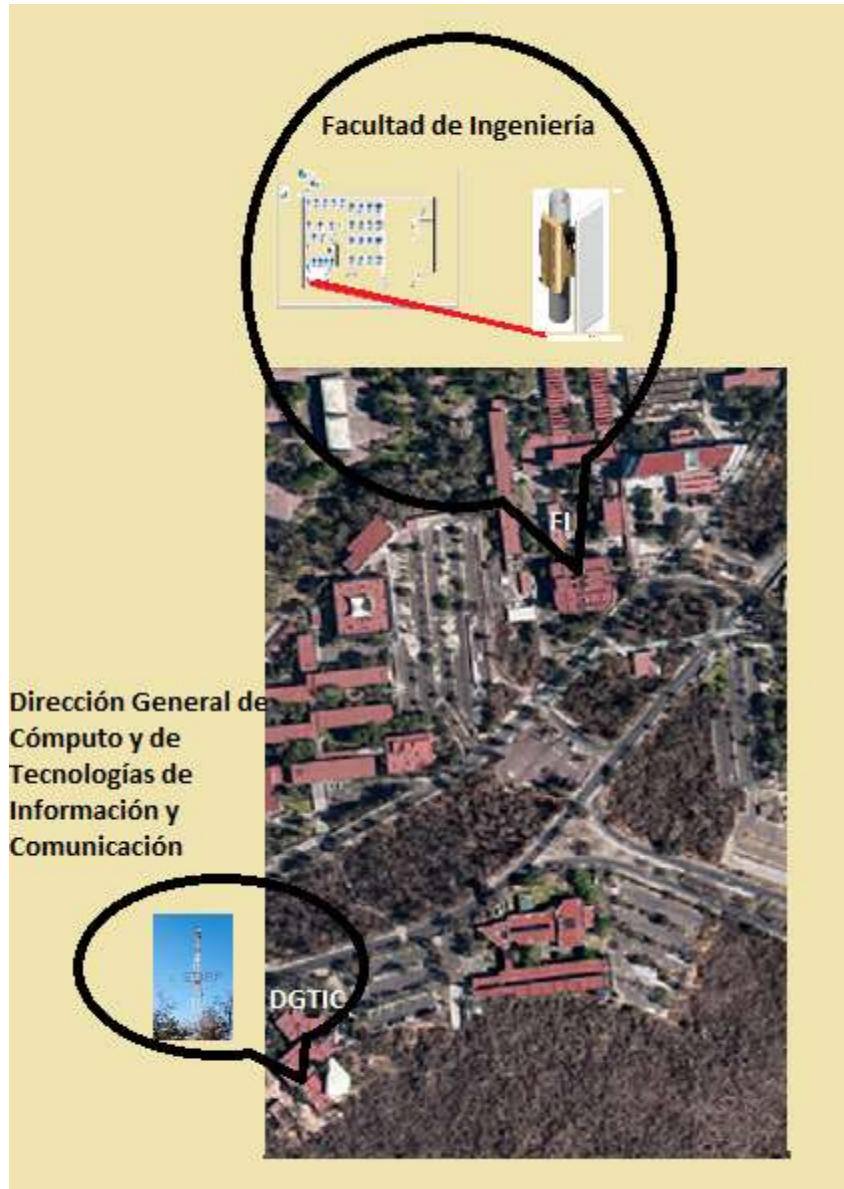 Facultad de Ingeniería
FI
Dirección General de
Cómputo y de
Tecnologías de
Información y
Comunicación
DGTIC